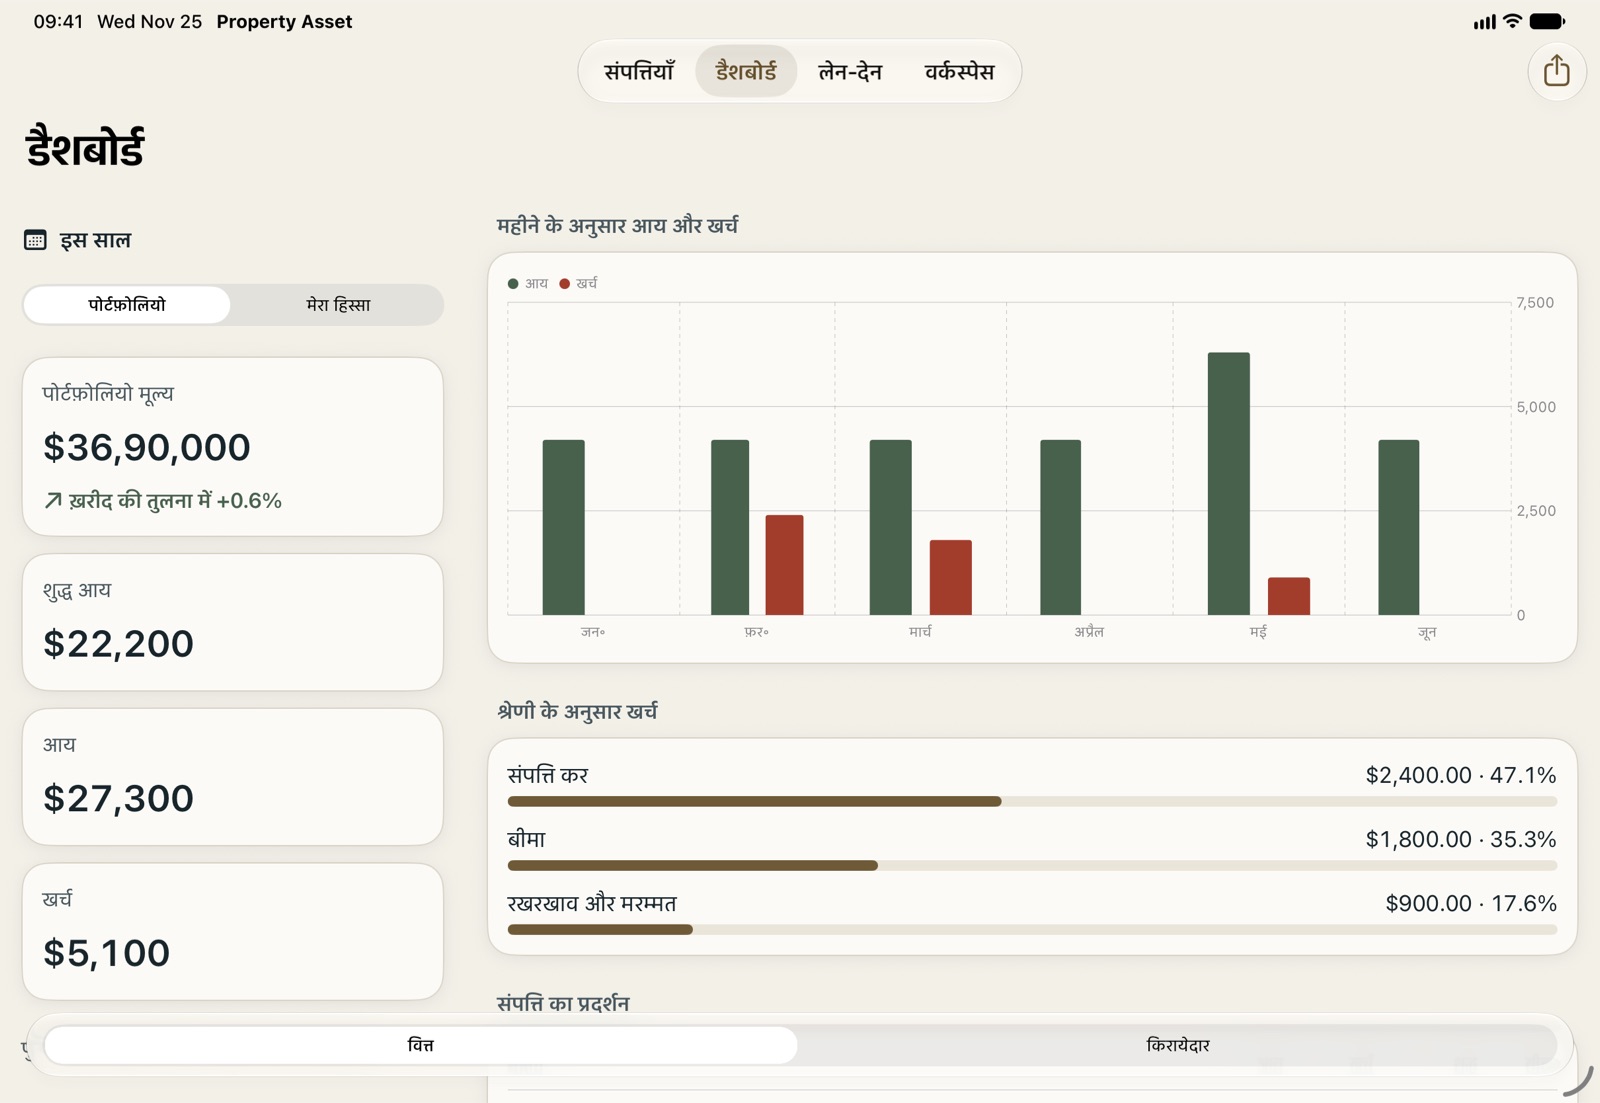 09:41 Wed Nov 25 Property Asset
संपत्तियाँ डैशबोर्ड लेन-देन वर्कस्पेस
डैशबोर्ड
इस साल
पोर्टफ़ोलियो मेरा हिस्सा
पोर्टफ़ोलियो मूल्य
$36,90,000
ख़रीद की तुलना में +0.6%
शुद्ध आय
$22,200
आय
$27,300
खर्च
$5,100
महीने के अनुसार आय और खर्च
आय खर्च
7,500
5,000
2,500
0
जन॰ फ़र॰ मार्च अप्रैल मई जून
श्रेणी के अनुसार खर्च
संपत्ति कर $2,400.00 · 47.1%
बीमा $1,800.00 · 35.3%
रखरखाव और मरम्मत $900.00 · 17.6%
संपत्ति का प्रदर्शन
वित्त किरायेदार